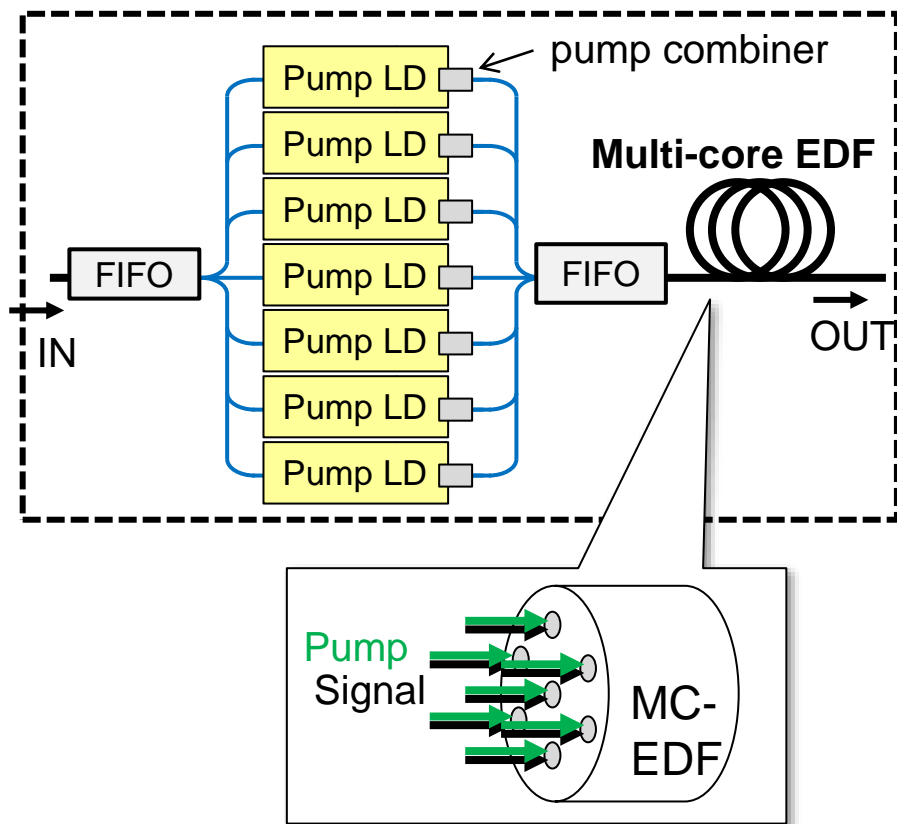 pump combiner
Pump LD
Pump LD
Pump LD
Pump LD
Pump LD
Pump LD
Pump LD
Multi-core EDF
FIFO
FIFO
IN
OUT
Pump
Signal
MC-
EDF